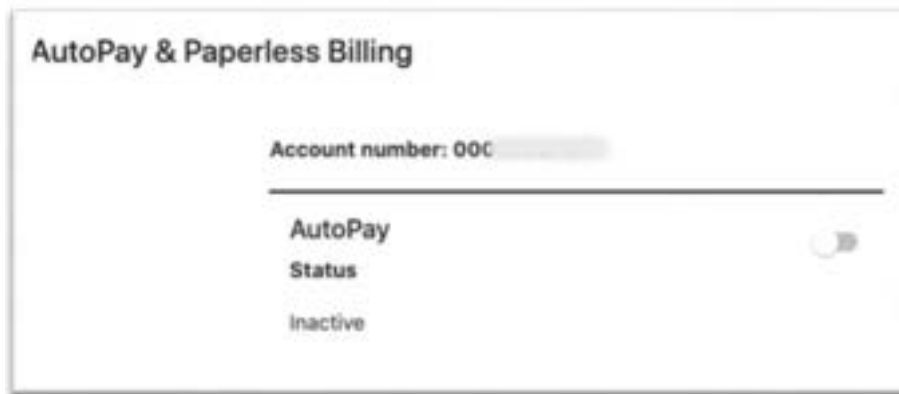 AutoPay & Paperless Billing
Account number: 000
AutoPay
Status
Inactive